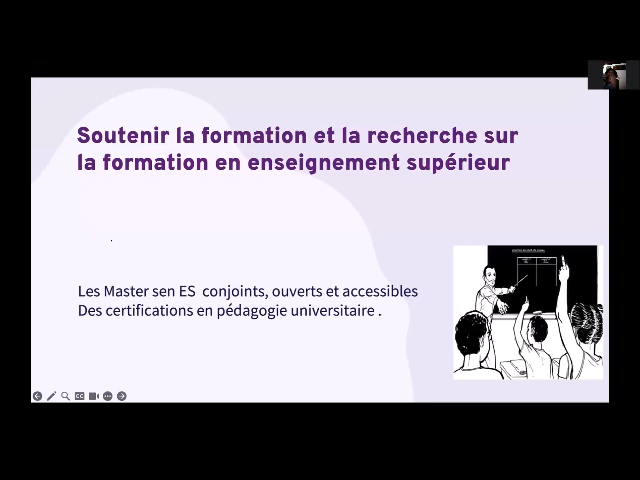 Soutenir la formation et la recherche sur
la formation en enseignement supérieur
Les Master sen ES conjoints, ouverts et accessibles
Des certifications en pédagogie universitaire .
CC